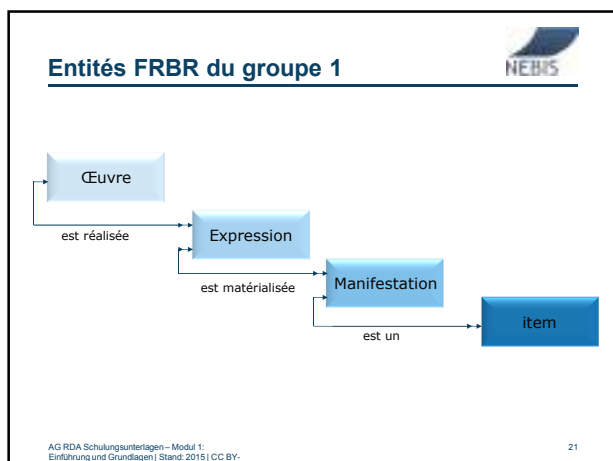 Entités FRBR du groupe 1
NEBIS
Œuvre
est réalisée
Expression
est matérialisée
Manifestation
est un
item
AG RDA Schulungsunterlagen – Modul 1:
Einführung und Grundlagen | Stand: 2015 | CC BY-
21